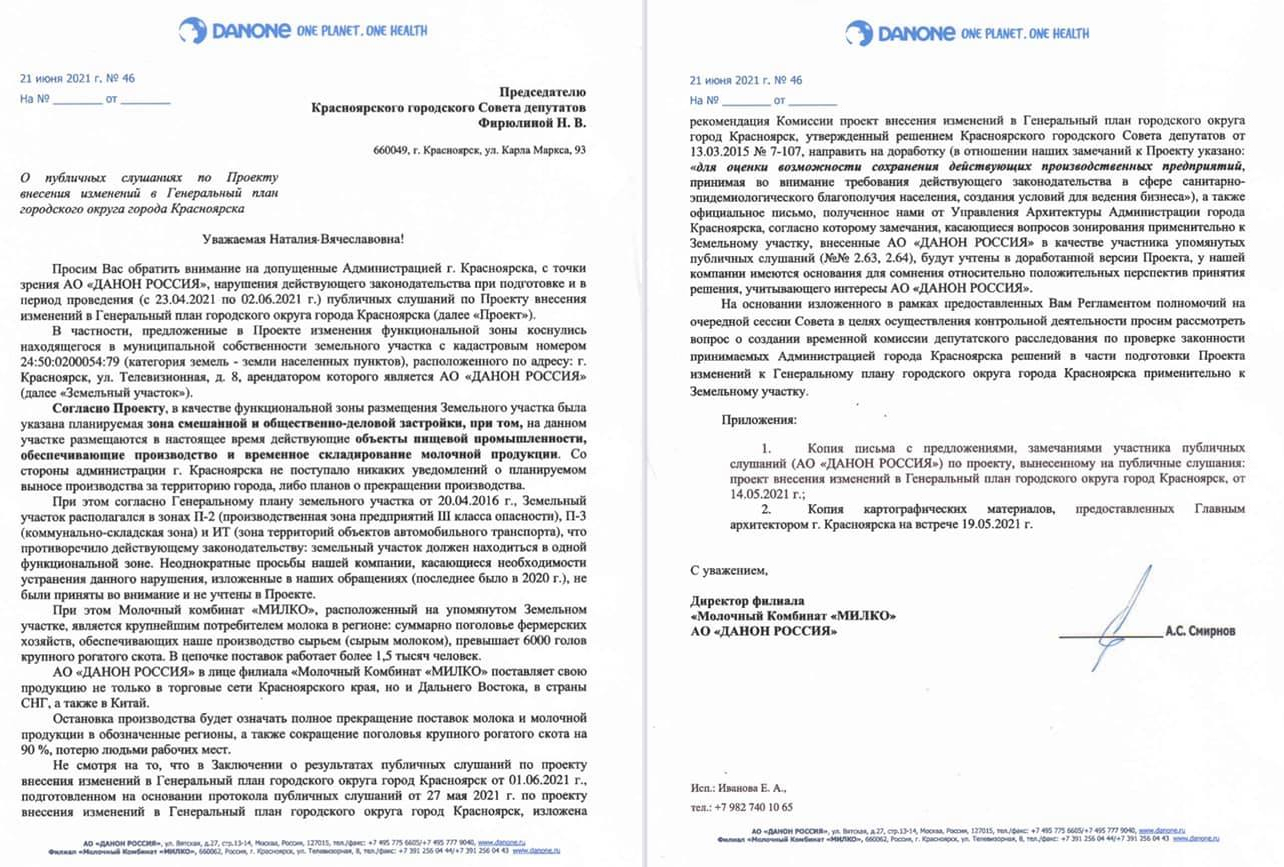 DANONE ONE PLANET. ONE HEALTH
21 июня 2021 г. № 46
На № ________ от ________
Председателю
Красноярского городского Совета депутатов
Фирюлиной Н. В.
660049, г. Красноярск, ул. Карла Маркса, 93
О публичных слушаниях по Проекту
внесения изменений в Генеральный план
городского округа города Красноярска
Уважаемая Наталия Вячеславовна!
Просим Вас обратить внимание на допущенные Администрацией г. Красноярска, с точки
зрения АО «ДАНОН РОССИЯ», нарушения действующего законодательства при подготовке и в
период проведения (с 23.04.2021 по 02.06.2021 г.) публичных слушаний по Проекту внесения
изменений в Генеральный план городского округа города Красноярска (далее «Проект»).
В частности, предложенные в Проекте изменения функциональной зоны коснулись
находящегося в муниципальной собственности земельного участка с кадастровым номером
24:50:0200054:79 (категория земель - земли населенных пунктов), расположенного по адресу: г.
Красноярск, ул. Телевизионная, д. 8, арендатором которого является АО «ДАНОН РОССИЯ»
(далее «Земельный участок»).
Согласно Проекту, в качестве функциональной зоны размещения Земельного участка была
указана планируемая зона смешанной и общественно-деловой застройки, при том, на данном
участке размещаются в настоящее время действующие объекты пищевой промышленности,
обеспечивающие производство и временное складирование молочной продукции. Со
стороны администрации г. Красноярска не поступало никаких уведомлений о планируемом
выносе производства за территорию города, либо планов о прекращении производства.
При этом согласно Генеральному плану земельного участка от 20.04.2016 г., Земельный
участок располагался в зонах П-2 (производственная зона предприятий III класса опасности), П-3
(коммунально-складская зона) и ИТ (зона территорий объектов автомобильного транспорта), что
противоречило действующему законодательству: земельный участок должен находиться в одной
функциональной зоне. Неоднократные просьбы нашей компании, касающиеся необходимости
устранения данного нарушения, изложенные в наших обращениях (последнее было в 2020 г.), не
были приняты во внимание и не учтены в Проекте.
При этом Молочный комбинат «МИЛКО», расположенный на упомянутом Земельном
участке, является крупнейшим потребителем молока в регионе: суммарно поголовье фермерских
хозяйств, обеспечивающих наше производство сырьем (сырым молоком), превышает 6000 голов
крупного рогатого скота. В цепочке поставок работает более 1,5 тысяч человек.
АО «ДАНОН РОССИЯ» в лице филиала «Молочный Комбинат «МИЛКО» поставляет свою
продукцию не только в торговые сети Красноярского края, но и Дальнего Востока, в страны
СНГ, а также в Китай.
Остановка производства будет означать полное прекращение поставок молока и молочной
продукции в обозначенные регионы, а также сокращение поголовья крупного рогатого скота на
90 %, потерю людьми рабочих мест.
Не смотря на то, что в Заключении о результатах публичных слушаний по проекту
внесения изменений в Генеральный план городского округа город Красноярск от 01.06.2021 г.,
подготовленном на основании протокола публичных слушаний от 27 мая 2021 г. по проекту
внесения изменений в Генеральный план городского округа город Красноярск, изложена
АО «ДАНОН РОССИЯ», ул. Вятская, д.27, стр.13-14, Москва, Россия, 127015, тел./факс: +7 495 775 6605/+7 495 777 9040, www.danone.ru
Филиал «Молочный Комбинат «МИЛКО», 660062, Россия, г. Красноярск, ул. Телевизорная, 8, тел./факс: +7 391 256 04 44/+7 391 256 04 43 www.danone.ru
DANONE ONE PLANET. ONE HEALTH
21 июня 2021 г. № 46
На № ________ от ________
рекомендация Комиссии проект внесения изменений в Генеральный план городского округа
город Красноярск, утвержденный решением Красноярского городского Совета депутатов от
13.03.2015 № 7-107, направить на доработку (в отношении наших замечаний к Проекту указано:
«для оценки возможности сохранения действующих производственных предприятий,
принимая во внимание требования действующего законодательства в сфере санитарно-
эпидемиологического благополучия населения, создания условий для ведения бизнеса»), а также
официальное письмо, полученное нами от Управления Архитектуры Администрации города
Красноярска, согласно которому замечания, касающиеся вопросов зонирования применительно к
Земельному участку, внесенные АО «ДАНОН РОССИЯ» в качестве участника упомянутых
публичных слушаний (№№ 2.63, 2.64), будут учтены в доработанной версии Проекта, у нашей
компании имеются основания для сомнения относительно положительных перспектив принятия
решения, учитывающего интересы АО «ДАНОН РОССИЯ».
На основании изложенного в рамках предоставленных Вам Регламентом полномочий на
очередной сессии Совета в целях осуществления контрольной деятельности просим рассмотреть
вопрос о создании временной комиссии депутатского расследования по проверке законности
принимаемых Администрацией города Красноярска решений в части подготовки Проекта
изменений к Генеральному плану городского округа города Красноярска применительно к
Земельному участку.
Приложения:
1. Копия письма с предложениями, замечаниями участника публичных
слушаний (АО «ДАНОН РОССИЯ») по проекту, вынесенному на публичные слушания:
проект внесения изменений в Генеральный план городского округа город Красноярск, от
14.05.2021 г.;
2. Копия картографических материалов, предоставленных Главным
архитектором г. Красноярска на встрече 19.05.2021 г.
С уважением,
Директор филиала
«Молочный Комбинат «МИЛКО»
АО «ДАНОН РОССИЯ»
А.С. Смирнов
Исп.: Иванова Е. А.,
тел.: +7 982 740 10 65
АО «ДАНОН РОССИЯ», ул. Вятская, д.27, стр.13-14, Москва, Россия, 127015, тел./факс: +7 495 775 6605/+7 495 777 9040, www.danone.ru
Филиал «Молочный Комбинат «МИЛКО», 660062, Россия, г. Красноярск, ул. Телевизорная, 8, тел./факс: +7 391 256 04 44/+7 391 256 04 43 www.danone.ru